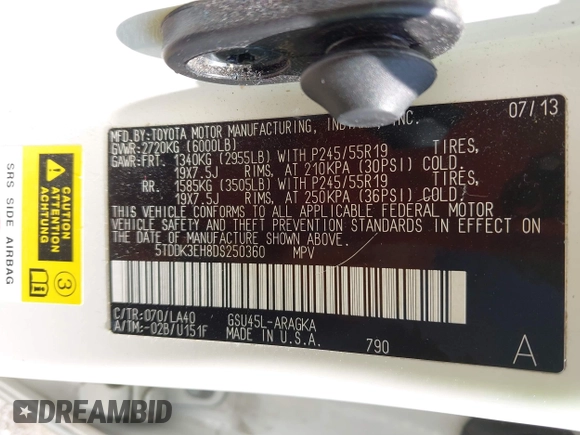 07/13
MFD.BY:TOYOTA MOTOR MANUFACTURING, INC.
GVWR:2720KG (6000LB)
GAWR:FRT. 1340KG (2955LB) WITH P245/55R19 TIRES,
19X7.5J RIMS, AT 210KPA (30PSI) COLD.
RR. 1585KG (3505LB) WITH P245/55R19 TIRES,
19X7.5J RIMS, AT 250KPA (36PSI) COLD.
THIS VEHICLE CONFORMS TO ALL APPLICABLE FEDERAL MOTOR
VEHICLE SAFETY AND THEFT PREVENTION STANDARDS IN EFFECT ON
THE DATE OF MANUFACTURE SHOWN ABOVE.
5TDDK3EH8DS250360 MPV
C/TR:070/LA40 GSU45L-ARAGKA
A/TM:-02B/U151F MADE IN U.S.A. 790 A
SRS SIDE AIRBAG
3
DREAMBID